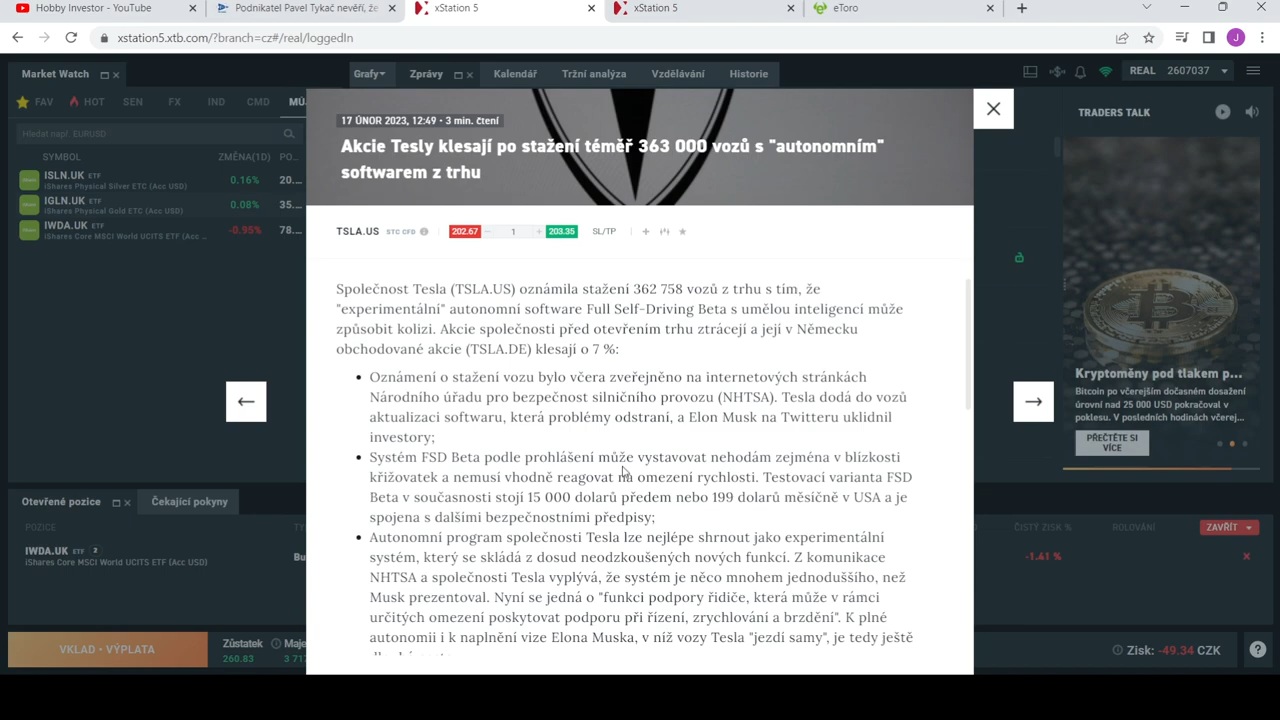 Hobby Investor - YouTube
Podnikatel Pavel Tykač nevěří, že
xStation 5
xStation 5
eToro
xstation5.xtb.com/?branch=cz#/real/loggedIn
J
Market Watch
Grafy
Zprávy
Kalendář
Tržní analýza
Vzdělávání
Historie
REAL 2607037
FAV
HOT
SEN
FX
IND
CMD
Hledat např. EURUSD
SYMBOL
ZMĚNA(1D)
PO...
ISLN.UK ETF
0.16%
20....
iShares Physical Silver ETC (Acc USD)
IGLN.UK ETF
0.08%
35....
iShares Physical Gold ETC (Acc USD)
IWDA.UK ETF
-0.95%
78....
iShares Core MSCI World UCITS ETF (Acc ...
17 ÚNOR 2023, 12:49 • 3 min. čtení
Akcie Tesly klesají po stažení téměř 363 000 vozů s "autonomním"
softwarem z trhu
TSLA.US STC CFD
202.67
1
203.35
SL/TP
Společnost Tesla (TSLA.US) oznámila stažení 362 758 vozů z trhu s tím, že
"experimentální" autonomní software Full Self-Driving Beta s umělou inteligencí může
způsobit kolizi. Akcie společnosti před otevřením trhu ztrácejí a její v Německu
obchodované akcie (TSLA.DE) klesají o 7 %:
• Oznámení o stažení vozu bylo včera zveřejněno na internetových stránkách
Národního úřadu pro bezpečnost silničního provozu (NHTSA). Tesla dodá do vozů
aktualizaci softwaru, která problémy odstraní, a Elon Musk na Twitteru uklidnil
investory;
• Systém FSD Beta podle prohlášení může vystavovat nehodám zejména v blízkosti
křižovatek a nemusí vhodně reagovat na omezení rychlosti. Testovací varianta FSD
Beta v současnosti stojí 15 000 dolarů předem nebo 199 dolarů měsíčně v USA a je
spojena s dalšími bezpečnostními předpisy;
• Autonomní program společnosti Tesla lze nejlépe shrnout jako experimentální
systém, který se skládá z dosud neodzkoušených nových funkcí. Z komunikace
NHTSA a společnosti Tesla vyplývá, že systém je něco mnohem jednoduššího, než
Musk prezentoval. Nyní se jedná o "funkci podpory řidiče, která může v rámci
určitých omezení poskytovat podporu při řízení, zrychlování a brzdění". K plné
autonomii i k naplnění vize Elona Muska, v níž vozy Tesla "jezdí samy", je tedy ještě
TRADERS TALK
Kryptoměny pod tlakem p...
Bitcoin po včerejším dočasném dosažení
úrovní nad 25 000 USD pokračoval v
poklesu. V posledních hodinách včerej...
PŘEČTĚTE SI
VÍCE
Otevřené pozice
Čekající pokyny
POZICE
ČISTÝ ZISK %
ROLOVÁNÍ
ZAVŘÍT
IWDA.UK ETF 2
Bu
-1.41 %
iShares Core MSCI World UCITS ETF (Acc USD)
VKLAD • VÝPLATA
Zůstatek
260.83
Maje
3 717
Zisk: -49.34 CZK